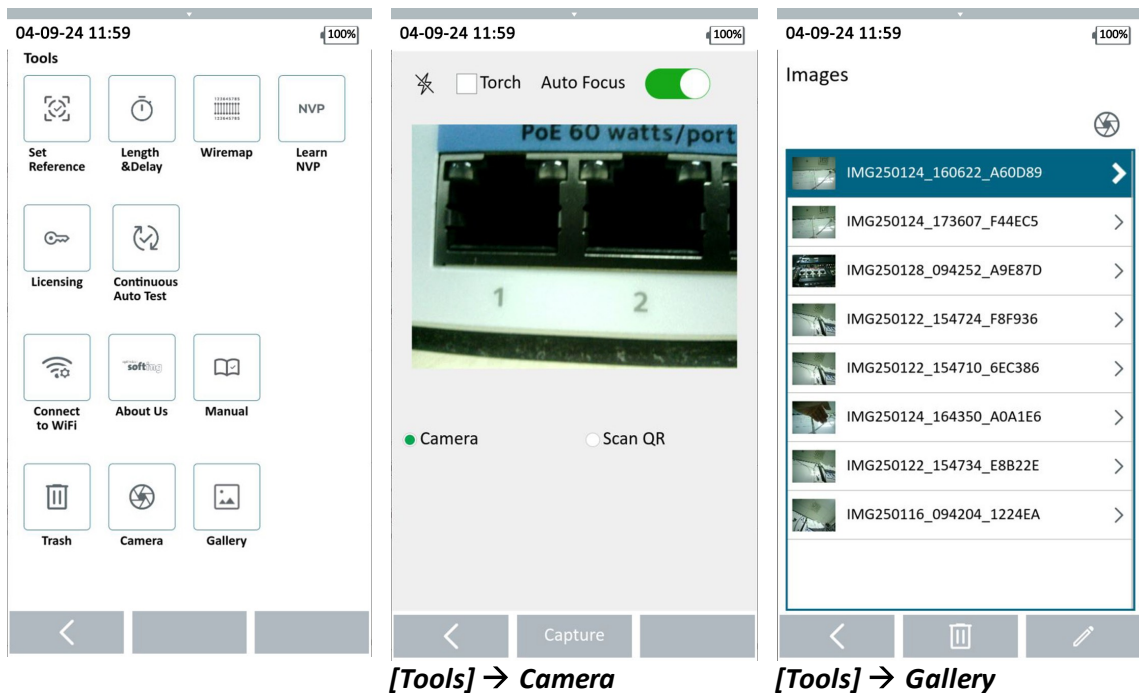 04-09-24 11:59
100%
Tools
NVP
Set
Reference
Length
&Delay
Wiremap
Learn
NVP
Licensing
Continuous
Auto Test
softing
Connect
to WiFi
About Us
Manual
Trash
Camera
Gallery
04-09-24 11:59
100%
Torch
Auto Focus
PoE 60 watts/port
1
2
Camera
Scan QR
Capture
[Tools] → Camera
04-09-24 11:59
100%
Images
IMG250124_160622_A60D89
IMG250124_173607_F44EC5
IMG250128_094252_A9E87D
IMG250122_154724_F8F936
IMG250122_154710_6EC386
IMG250124_164350_A0A1E6
IMG250122_154734_E8B22E
IMG250116_094204_1224EA
[Tools] → Gallery